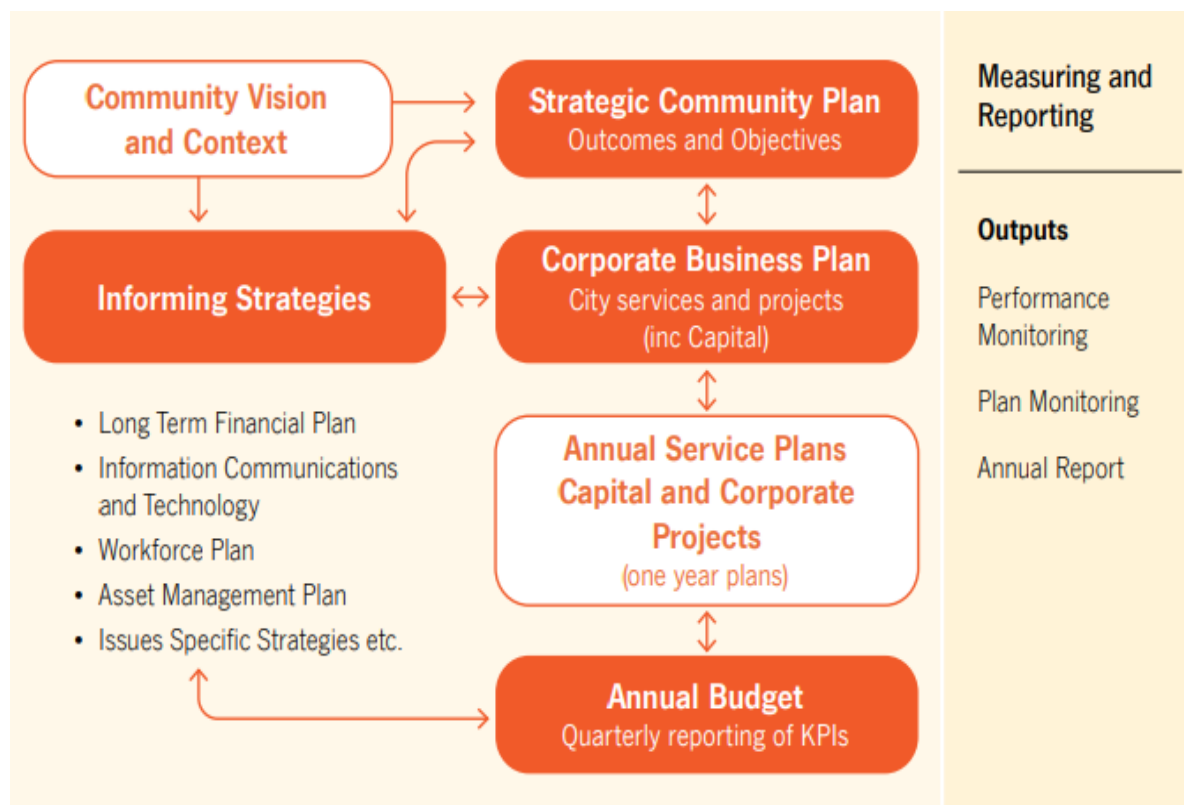 Community Vision
and Context
Strategic Community Plan
Outcomes and Objectives
Informing Strategies
Corporate Business Plan
City services and projects
(inc Capital)
• Long Term Financial Plan
• Information Communications
and Technology
• Workforce Plan
• Asset Management Plan
• Issues Specific Strategies etc.
Annual Service Plans
Capital and Corporate
Projects
(one year plans)
Annual Budget
Quarterly reporting of KPIs
Measuring and
Reporting
Outputs
Performance
Monitoring
Plan Monitoring
Annual Report